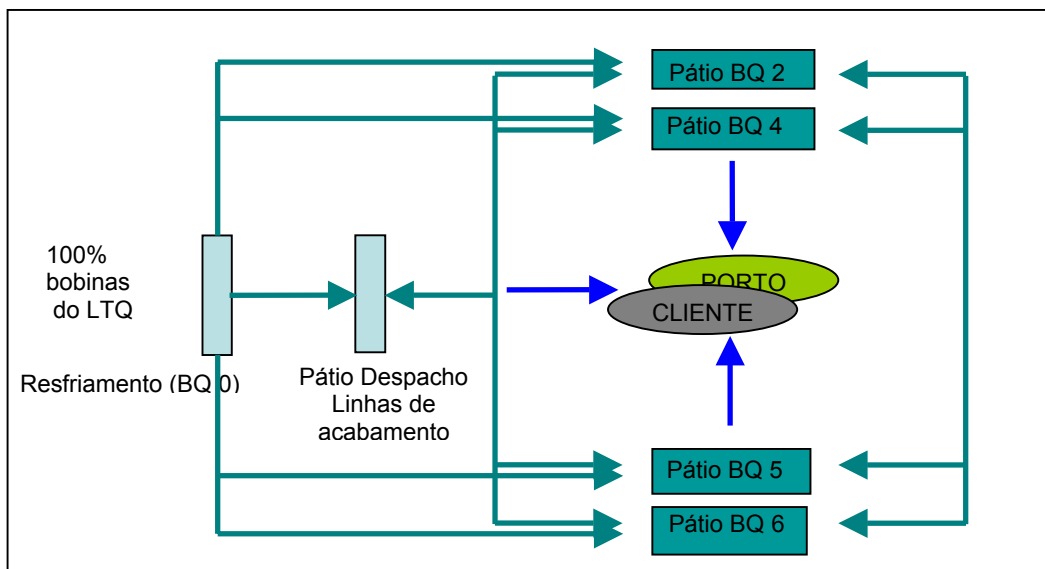 Pátio BQ 2
Pátio BQ 4
100%
bobinas
do LTQ
PORTO
CLIENTE
Resfriamento (BQ 0)
Pátio Despacho
Linhas de
acabamento
Pátio BQ 5
Pátio BQ 6